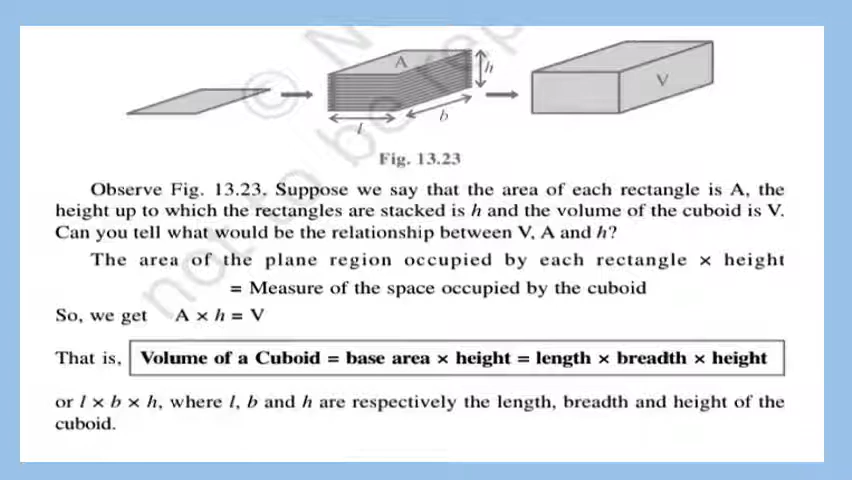 A
h
l
b
V
Fig. 13.23
Observe Fig. 13.23. Suppose we say that the area of each rectangle is A, the
height up to which the rectangles are stacked is h and the volume of the cuboid is V.
Can you tell what would be the relationship between V, A and h?
The area of the plane region occupied by each rectangle × height
= Measure of the space occupied by the cuboid
So, we get A × h = V
That is, Volume of a Cuboid = base area × height = length × breadth × height
or l × b × h, where l, b and h are respectively the length, breadth and height of the
cuboid.
© N
not to be rep